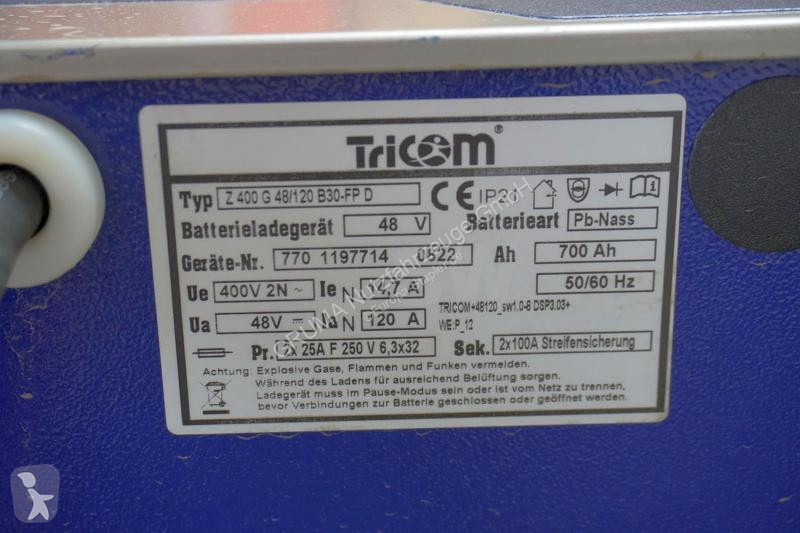 TriCOM®
Typ Z 400 G 48/120 B30-FP D CE
Batterieladegerät 48 V Batterieart Pb-Nass
Geräte-Nr. 770 1197714 0522 Ah 700 Ah
Ue 400V 2N ~ Ie N 14,7 A 50/60 Hz
TRICOM+48120_sw1.0-8 DSP3.03+
Ua 48V Ia N 120 A WE:P_12
Pr. 2x 25A F 250 V 6,3x32 Sek. 2x100A Streifensicherung
Achtung: Explosive Gase, Flammen und Funken vermeiden.
Während des Ladens für ausreichend Belüftung sorgen.
Ladegerät muss im Pause-Modus sein oder ist vom Netz zu trennen,
bevor Verbindungen zur Batterie geschlossen oder geöffnet werden.
GRUMA Nutzfahrzeuge GmbH